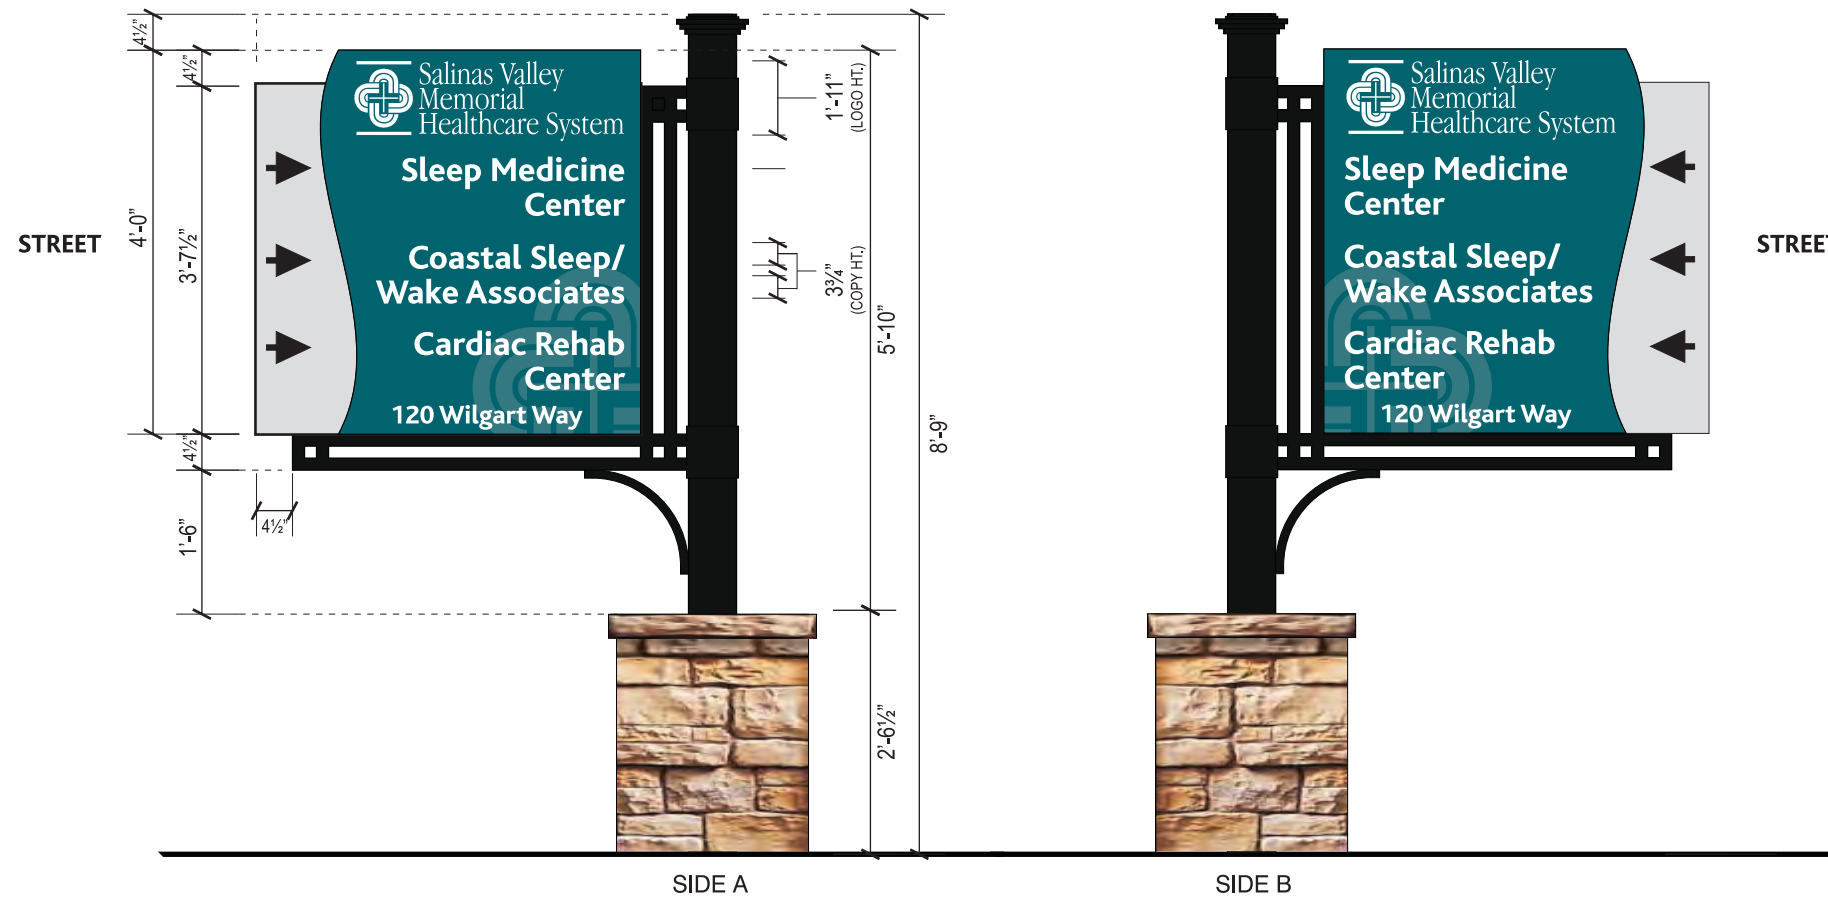 4½”
4½”
4'-0”
3'-7½”
STREET
4½”
1'-6”
4½”
Salinas Valley
Memorial
Healthcare System
Sleep Medicine
Center
Coastal Sleep/
Wake Associates
Cardiac Rehab
Center
120 Wilgart Way
1'-11”
(LOGO HT.)
3¾”
(COPY HT.)
5'-10”
8'-9”
2'-6½”
SIDE A
Salinas Valley
Memorial
Healthcare System
Sleep Medicine
Center
Coastal Sleep/
Wake Associates
Cardiac Rehab
Center
120 Wilgart Way
STREET
SIDE B